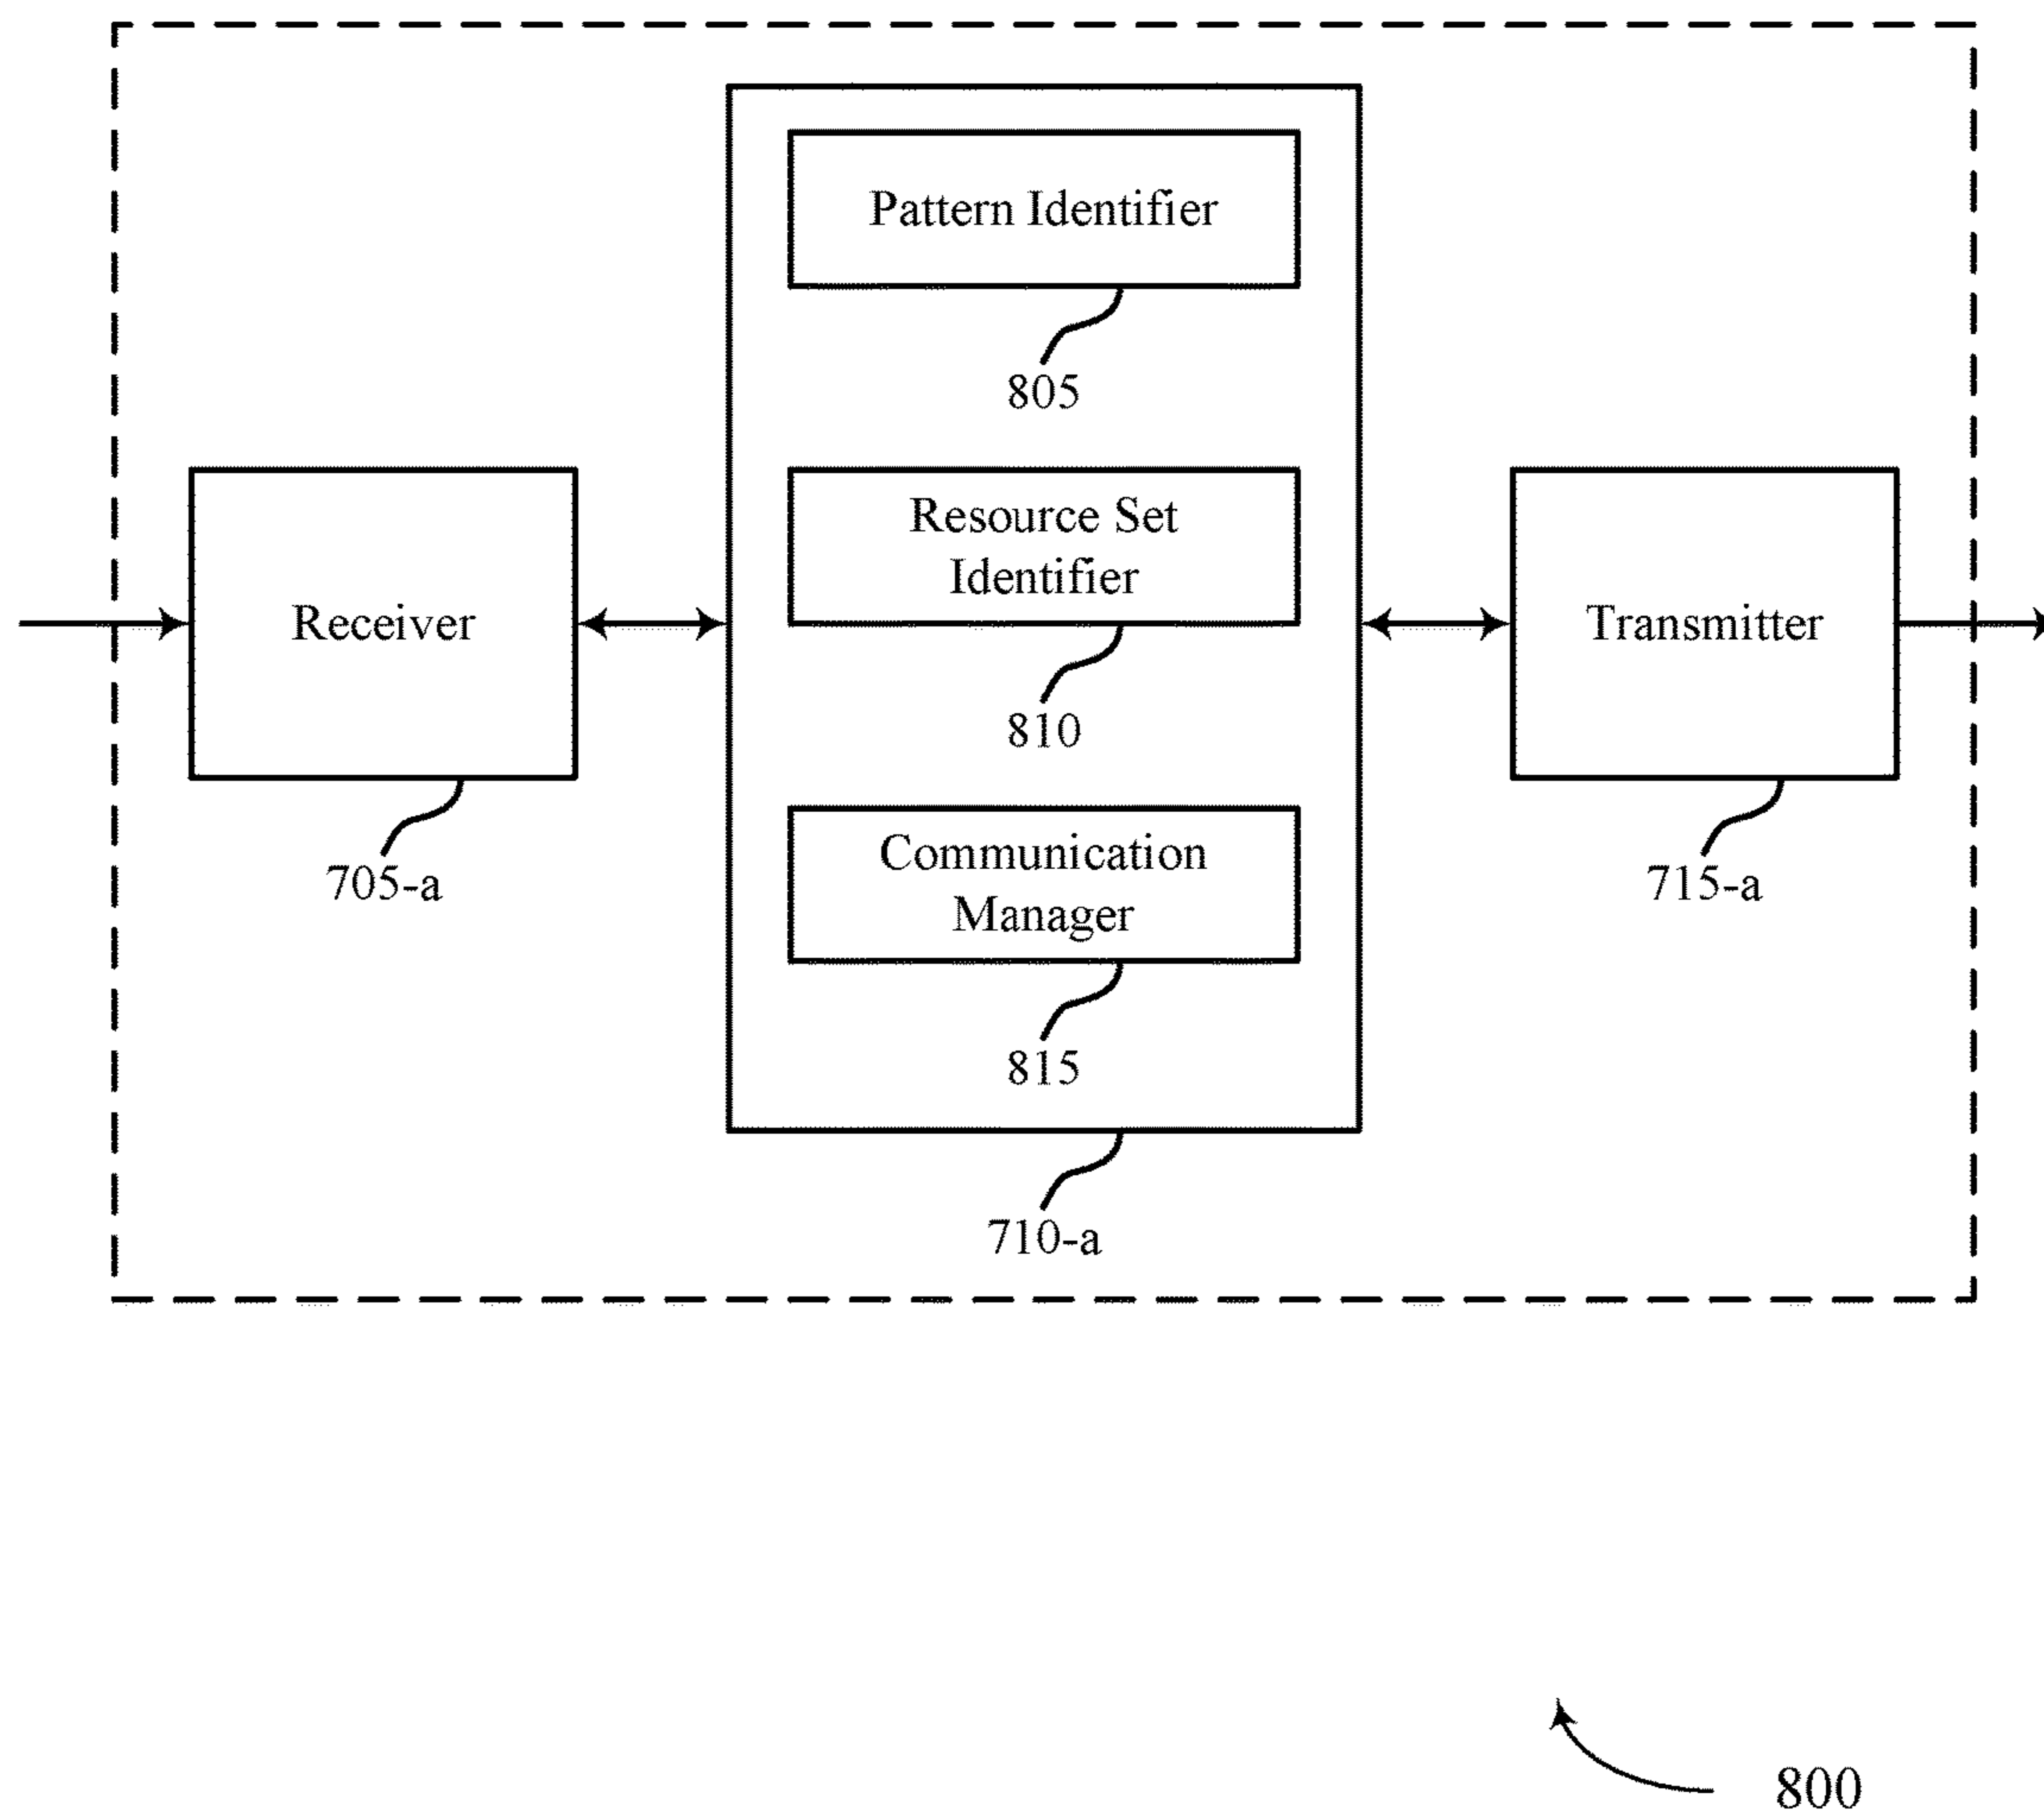 Pattern Identifier
805
Resource Set
Identifier
810
Receiver
705-a
Transmitter
715-a
Communication
Manager
815
710-a
800